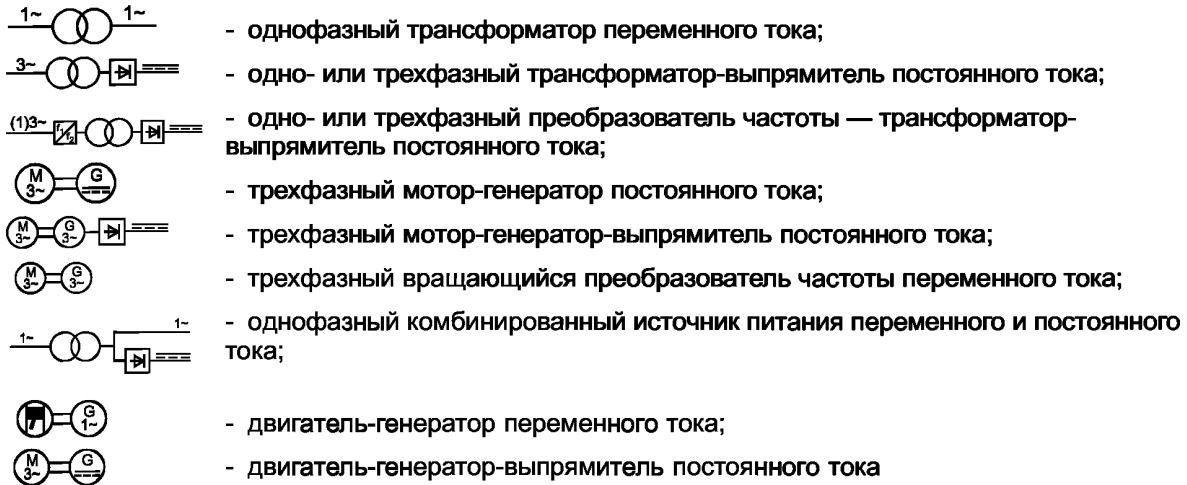 1~ 1~ - однофазный трансформатор переменного тока;
3~ - одно- или трехфазный трансформатор-выпрямитель постоянного тока;
(1)3~ f₁/f₂ - одно- или трехфазный преобразователь частоты — трансформатор-
выпрямитель постоянного тока;
M 3~ G - трехфазный мотор-генератор постоянного тока;
M 3~ G 3~ - трехфазный мотор-генератор-выпрямитель постоянного тока;
M 3~ G 3~ - трехфазный вращающийся преобразователь частоты переменного тока;
1~ 1~ - однофазный комбинированный источник питания переменного и постоянного
тока;
G 1~ - двигатель-генератор переменного тока;
M 3~ G - двигатель-генератор-выпрямитель постоянного тока